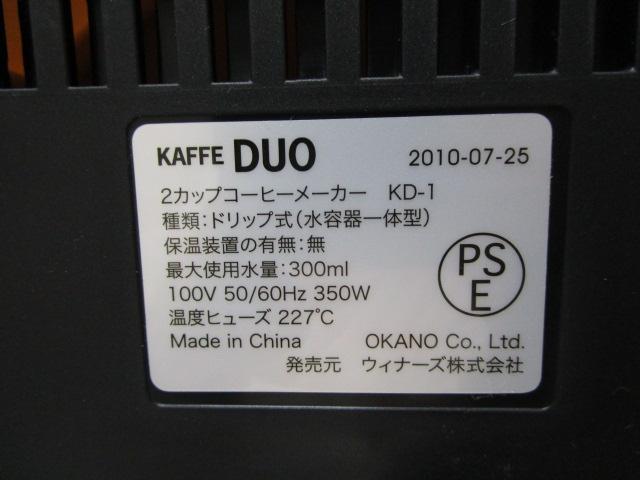 KAFFE DUO 2010-07-25
2カップコーヒーメーカー KD-1
種類:ドリップ式(水容器一体型)
保温装置の有無:無
最大使用水量:300ml
100V 50/60Hz 350W
温度ヒューズ 227℃
PS
E
Made in China OKANO Co., Ltd.
発売元 ウィナーズ株式会社